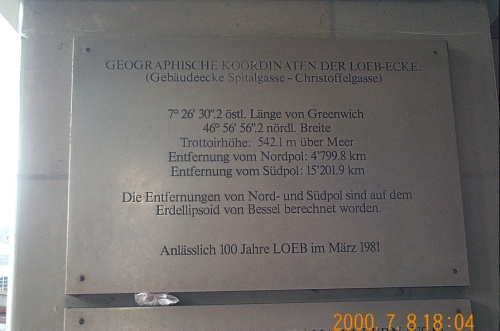 GEOGRAPHISCHE KOORDINATEN DER LOEB-ECKE:
(Gebäudeecke Spitalgasse – Christoffelgasse)
7° 26' 30".2 östl. Länge von Greenwich
46° 56' 56".2 nördl. Breite
Trottoirhöhe: 542.1 m über Meer
Entfernung vom Nordpol: 4'799.8 km
Entfernung vom Südpol: 15'201.9 km
Die Entfernungen von Nord- und Südpol sind auf dem
Erdellipsoid von Bessel berechnet worden.
Anlässlich 100 Jahre LOEB im März 1981
2000. 7. 8 18:04